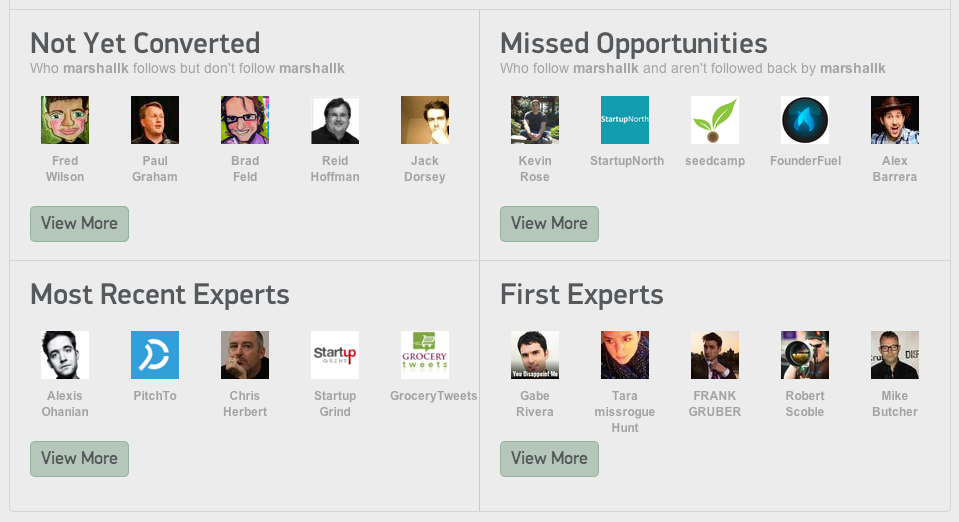 Not Yet Converted
Who marshallk follows but don't follow marshallk
Fred
Wilson
Paul
Graham
Brad
Feld
Reid
Hoffman
Jack
Dorsey
View More
Missed Opportunities
Who follow marshallk and aren't followed back by marshallk
StartupNorth
Kevin
Rose
StartupNorth
seedcamp
FounderFuel
Alex
Barrera
View More
Most Recent Experts
Startup
GRIND
GROCERY
tweets
Alexis
Ohanian
PitchTo
Chris
Herbert
Startup
Grind
GroceryTweets
View More
First Experts
You Disappoint Me
Gabe
Rivera
Tara
missrogue
Hunt
FRANK
GRUBER
Robert
Scoble
Mike
Butcher
View More